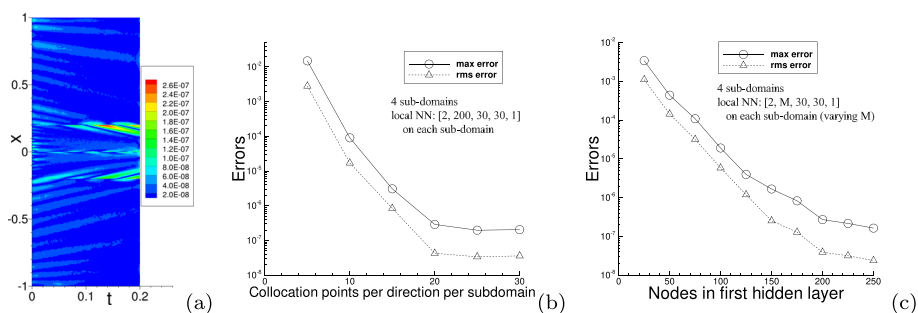 1
0.5
0
-0.5
-1
x
0
0.1
0.2
t
2.6E-07
2.4E-07
2.2E-07
2.0E-07
1.8E-07
1.6E-07
1.4E-07
1.2E-07
1.0E-07
8.0E-08
6.0E-08
4.0E-08
2.0E-08
(a)
10^-2
10^-3
10^-4
10^-5
10^-6
10^-7
10^-8
Errors
max error
rms error
4 sub-domains
local NN: [2, 200, 30, 30, 1]
on each sub-domain
0
10
20
30
Collocation points per direction per subdomain
(b)
10^-2
10^-3
10^-4
10^-5
10^-6
10^-7
10^-8
Errors
max error
rms error
4 sub-domains
local NN: [2, M, 30, 30, 1]
on each sub-domain (varying M)
0
50
100
150
200
250
Nodes in first hidden layer
(c)